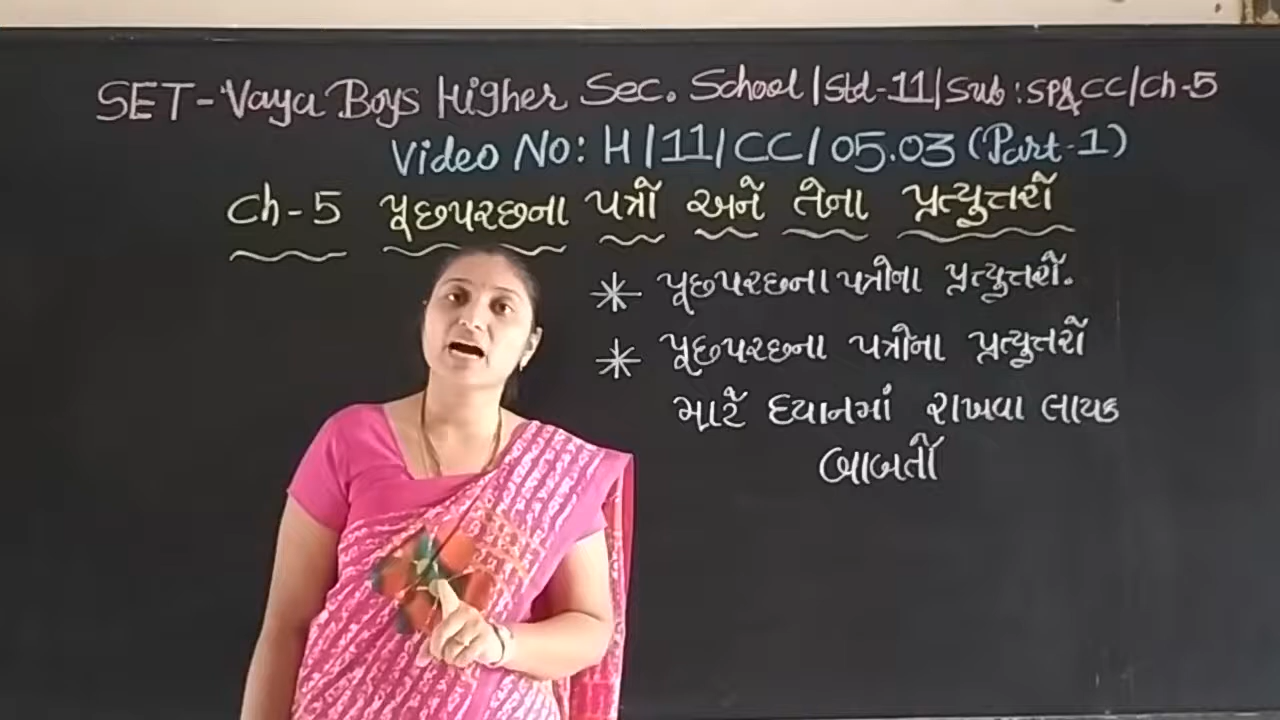 SET-Vaya Boys Higher Sec. School/Std-11/Sub:SP&CC/Ch-5
Video No: H/11/CC/05.03 (Part-1)
Ch-5 પૂછપરછના પત્રો અને તેના પ્રત્યુત્તરો
* પૂછપરછના પત્રોના પ્રત્યુત્તરો.
* પૂછપરછના પત્રોના પ્રત્યુત્તરો
માટે ધ્યાનમાં રાખવા લાયક
બાબતો